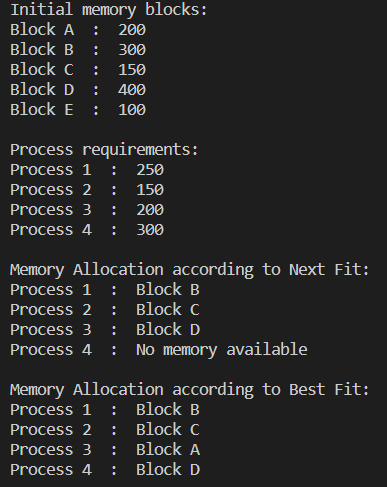 Initial memory blocks:
Block A  :  200
Block B  :  300
Block C  :  150
Block D  :  400
Block E  :  100

Process requirements:
Process 1  :  250
Process 2  :  150
Process 3  :  200
Process 4  :  300

Memory Allocation according to Next Fit:
Process 1  :  Block B
Process 2  :  Block C
Process 3  :  Block D
Process 4  :  No memory available

Memory Allocation according to Best Fit:
Process 1  :  Block B
Process 2  :  Block C
Process 3  :  Block A
Process 4  :  Block D